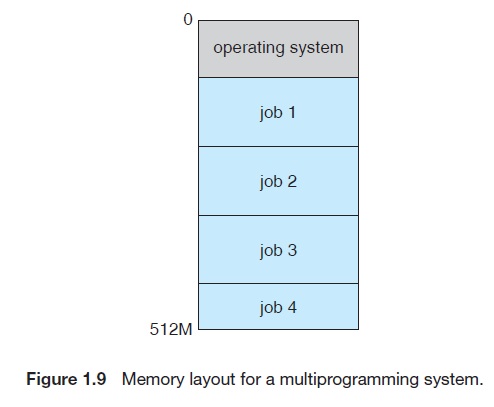 0
operating system
job 1
job 2
job 3
job 4
512M
Figure 1.9 Memory layout for a multiprogramming system.